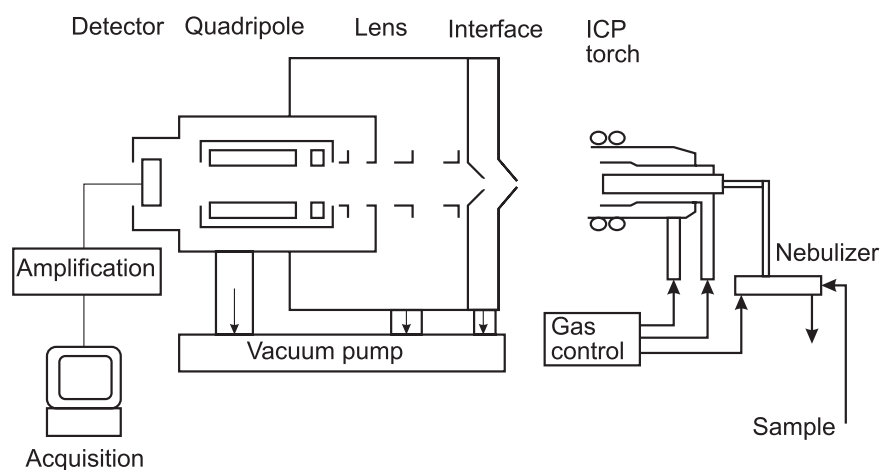 Detector
Quadripole
Lens
Interface
ICP
torch
Nebulizer
Amplification
Gas
control
Vacuum pump
Sample
Acquisition